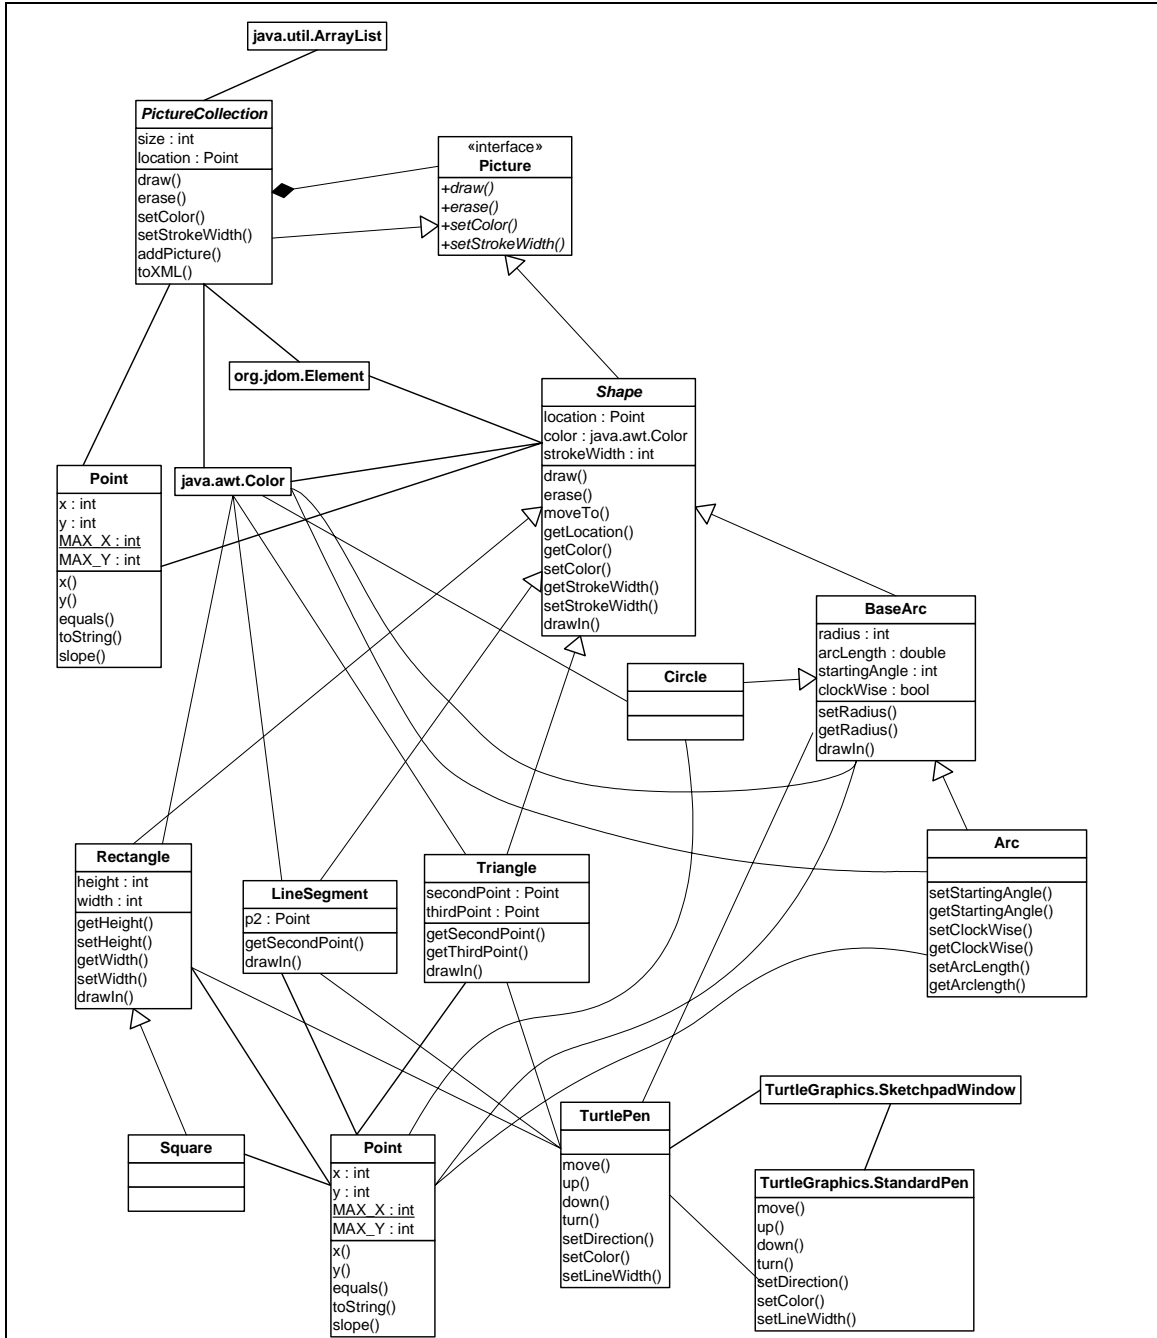 java.util.ArrayList
PictureCollection
size : int
location : Point
draw()
erase()
setColor()
setStrokeWidth()
addPicture()
toXML()
«interface»
Picture
+draw()
+erase()
+setColor()
+setStrokeWidth()
org.jdom.Element
Shape
location : Point
color : java.awt.Color
strokeWidth : int
draw()
erase()
moveTo()
getLocation()
getColor()
setColor()
getStrokeWidth()
setStrokeWidth()
drawIn()
Point
x : int
y : int
MAX_X : int
MAX_Y : int
x()
y()
equals()
toString()
slope()
java.awt.Color
BaseArc
radius : int
arcLength : double
startingAngle : int
clockWise : bool
setRadius()
getRadius()
drawIn()
Circle
Rectangle
height : int
width : int
getHeight()
setHeight()
getWidth()
setWidth()
drawIn()
LineSegment
p2 : Point
getSecondPoint()
drawIn()
Triangle
secondPoint : Point
thirdPoint : Point
getSecondPoint()
getThirdPoint()
drawIn()
Arc
setStartingAngle()
getStartingAngle()
setClockWise()
getClockWise()
setArcLength()
getArclength()
Square
Point
x : int
y : int
MAX_X : int
MAX_Y : int
x()
y()
equals()
toString()
slope()
TurtlePen
move()
up()
down()
turn()
setDirection()
setColor()
setLineWidth()
TurtleGraphics.SketchpadWindow
TurtleGraphics.StandardPen
move()
up()
down()
turn()
setDirection()
setColor()
setLineWidth()